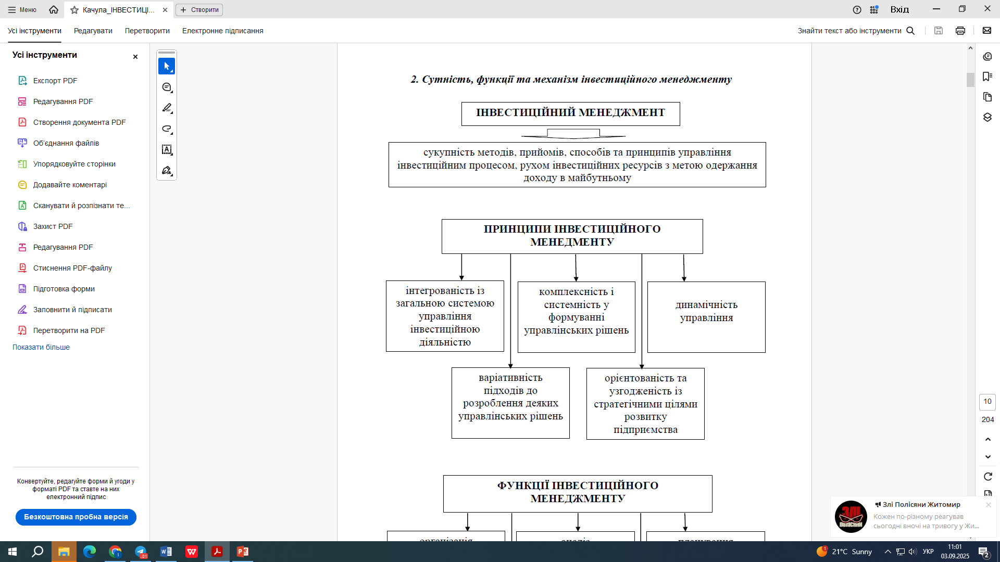 Меню
Качула_ІНВЕСТИЦІ...
Створити
Вхід
Усі інструменти
Редагувати
Перетворити
Електронне підписання
Знайти текст або інструменти
Усі інструменти
Експорт PDF
Редагування PDF
Створення документа PDF
Об'єднання файлів
Упорядковуйте сторінки
Додавайте коментарі
Сканувати й розпізнати те...
Захист PDF
Редагування PDF
Стиснення PDF-файлу
Підготовка форми
Заповнити й підписати
Перетворити на PDF
Показати більше
Конвертуйте, редагуйте форми й угоди у
форматі PDF та ставте на них
електронний підпис
Безкоштовна пробна версія
2. Сутність, функції та механізм інвестиційного менеджменту
ІНВЕСТИЦІЙНИЙ МЕНЕДЖМЕНТ
сукупність методів, прийомів, способів та принципів управління
інвестиційним процесом, рухом інвестиційних ресурсів з метою одержання
доходу в майбутньому
ПРИНЦИПИ ІНВЕСТИЦІЙНОГО
МЕНЕДМЕНТУ
інтегрованість із
загальною системою
управління
інвестиційною
діяльністю
комплексність і
системність у
формуванні
управлінських рішень
динамічність
управління
варіативність
підходів до
розроблення деяких
управлінських рішень
орієнтованість та
узгодженість із
стратегічними цілями
розвитку
підприємства
ФУНКЦІЇ ІНВЕСТИЦІЙНОГО
МЕНЕДЖМЕНТУ
10
204
Злі Полісяни Житомир
Кожен по-різному реагував
сьогодні вночі на тривогу у Жи...
ЗЛІ
ПОЛІСЯНИ
21°C Sunny
УКР
11:01
03.09.2025
2